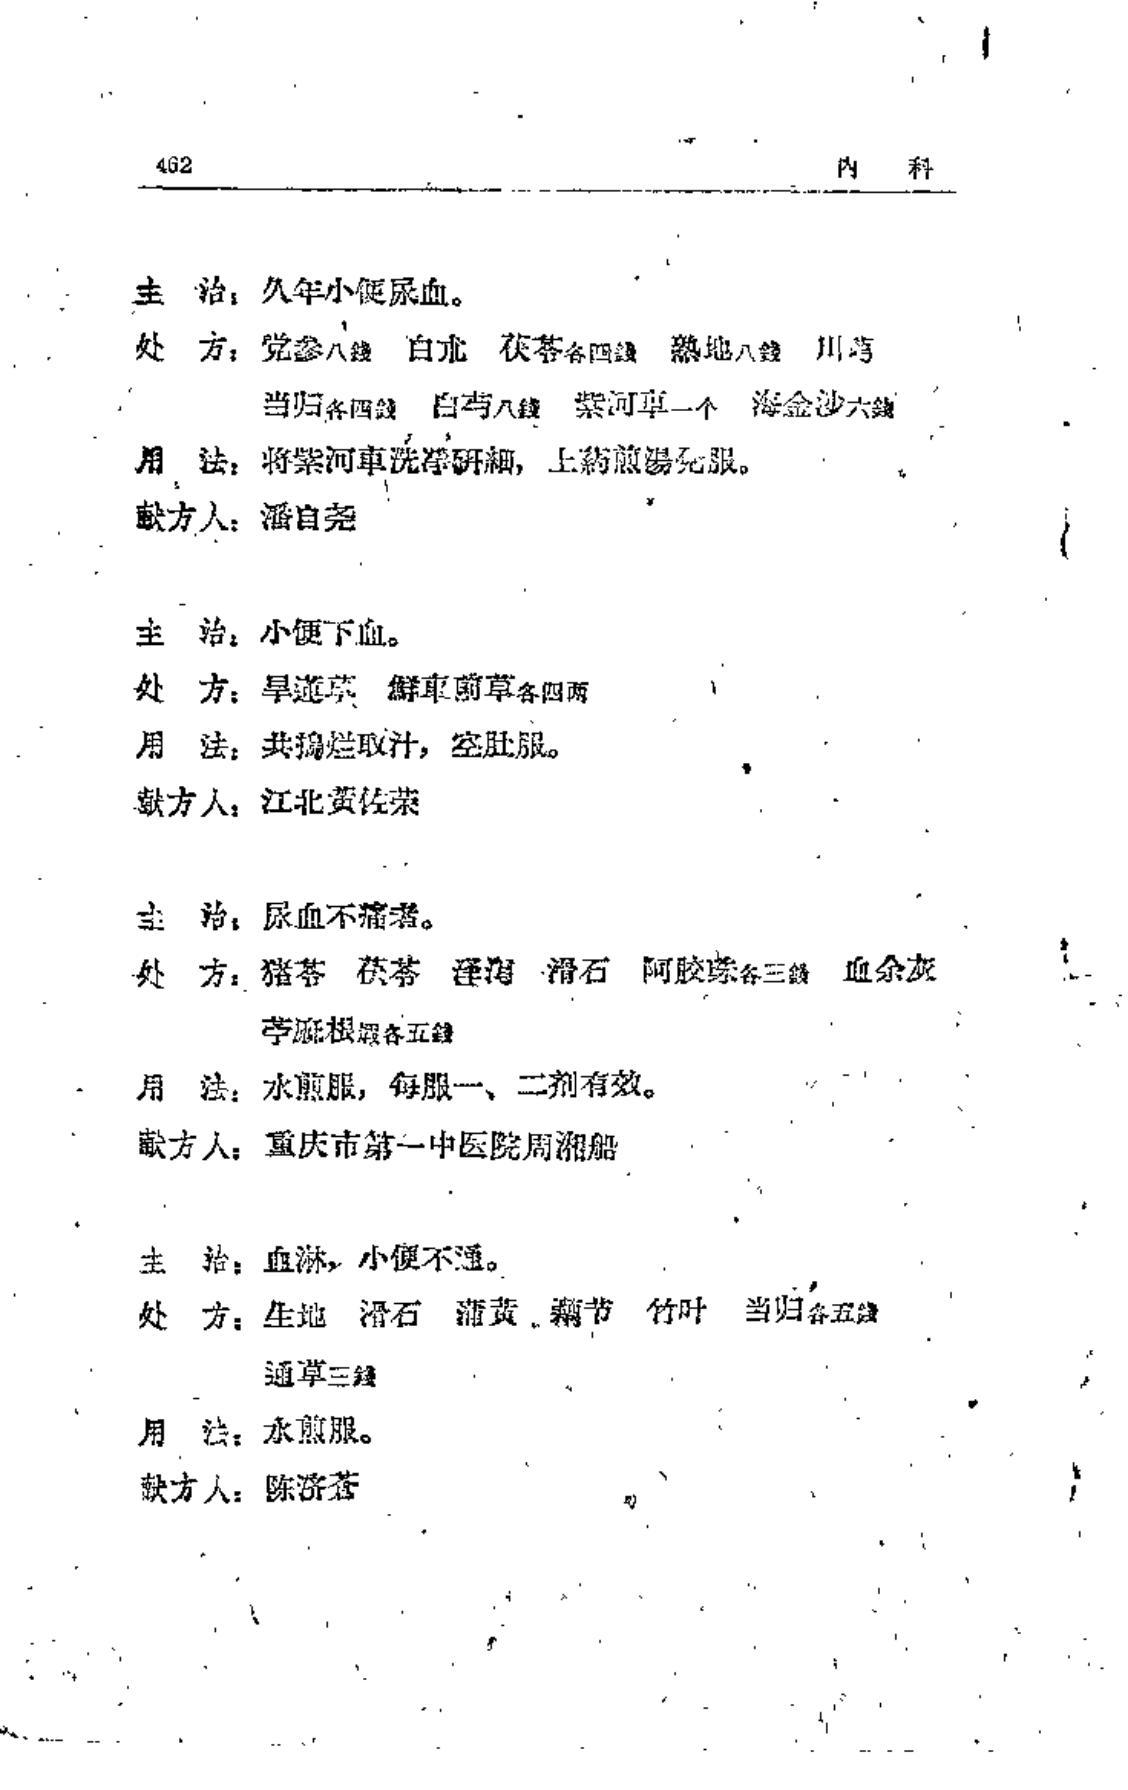 462 内 科
主 治：久年小便尿血。
处 方：党参八錢 白朮 茯苓各四錢 熟地八錢 川芎
当归各四錢 白芍八錢 紫河車一个 海金沙六錢
用 法：将紫河車洗净研細，上葯煎湯兑服。
献方人：潘自尧
主 治：小便下血。
处 方：旱莲草 鮮車前草各四两
用 法：共搗烂取汁，空肚服。
献方人：江北黄佐荣
主 治：尿血不痛者。
处 方：猪苓 茯苓 泽瀉 滑石 阿胶珠各三錢 血余灰
苧麻根煆各五錢
用 法：水煎服，每服一、二剂有效。
献方人：重庆市第一中医院周湘船
主 治：血淋，小便不通。
处 方：生地 滑石 蒲黄 藕节 竹叶 当归各五錢
通草三錢
用 法：水煎服。
献方人：陈济苍